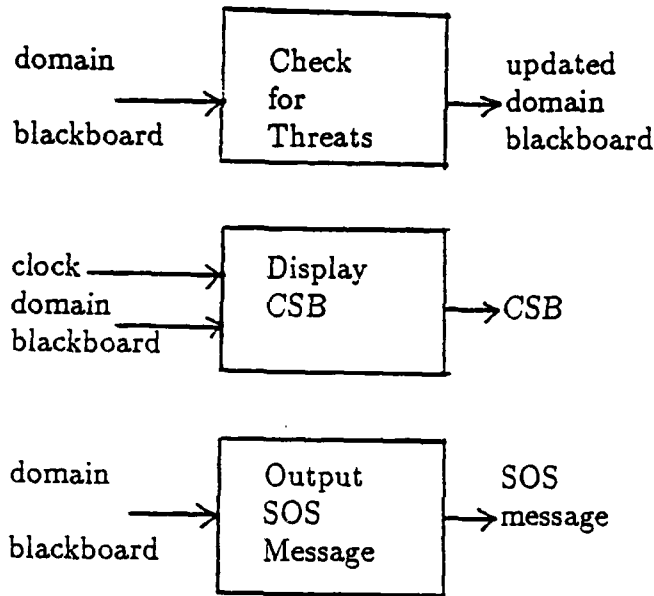 domain
blackboard
Check
for
Threats
updated
domain
blackboard
clock
domain
blackboard
Display
CSB
CSB
domain
blackboard
Output
SOS
Message
SOS
message